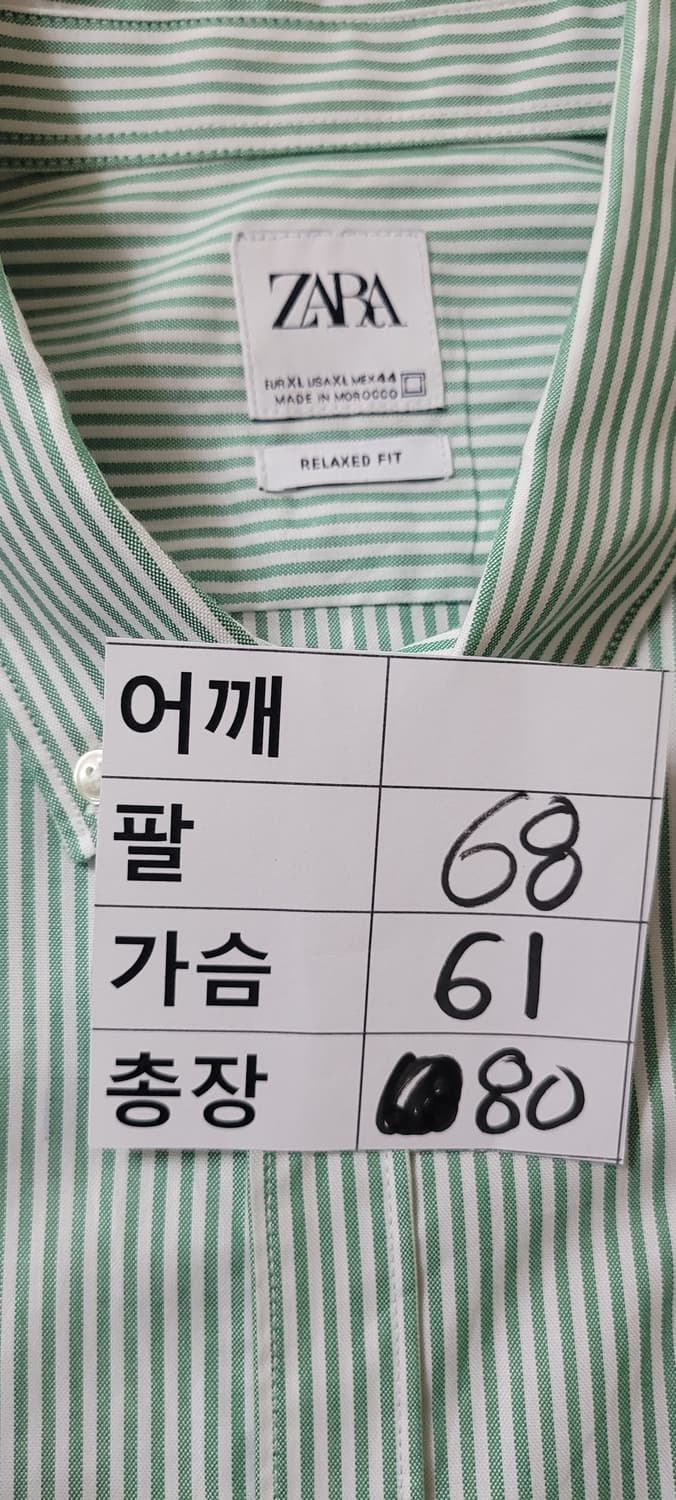 ZARA
EUR XL USA XL MEX 44
MADE IN MOROCCO
RELAXED FIT
어깨
팔 68
가슴 61
총장 80